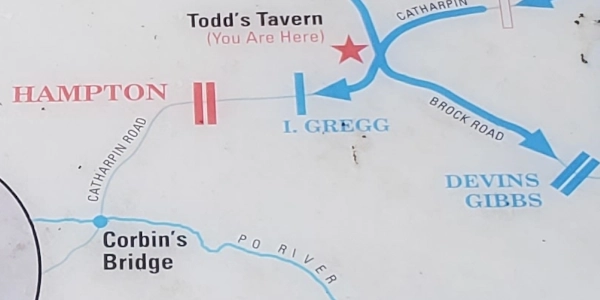 Todd's Tavern
(You Are Here)
CATHARPIN
HAMPTON
I. GREGG
BROCK ROAD
CATHARPIN ROAD
DEVINS
GIBBS
Corbin's
Bridge
PO RIVER